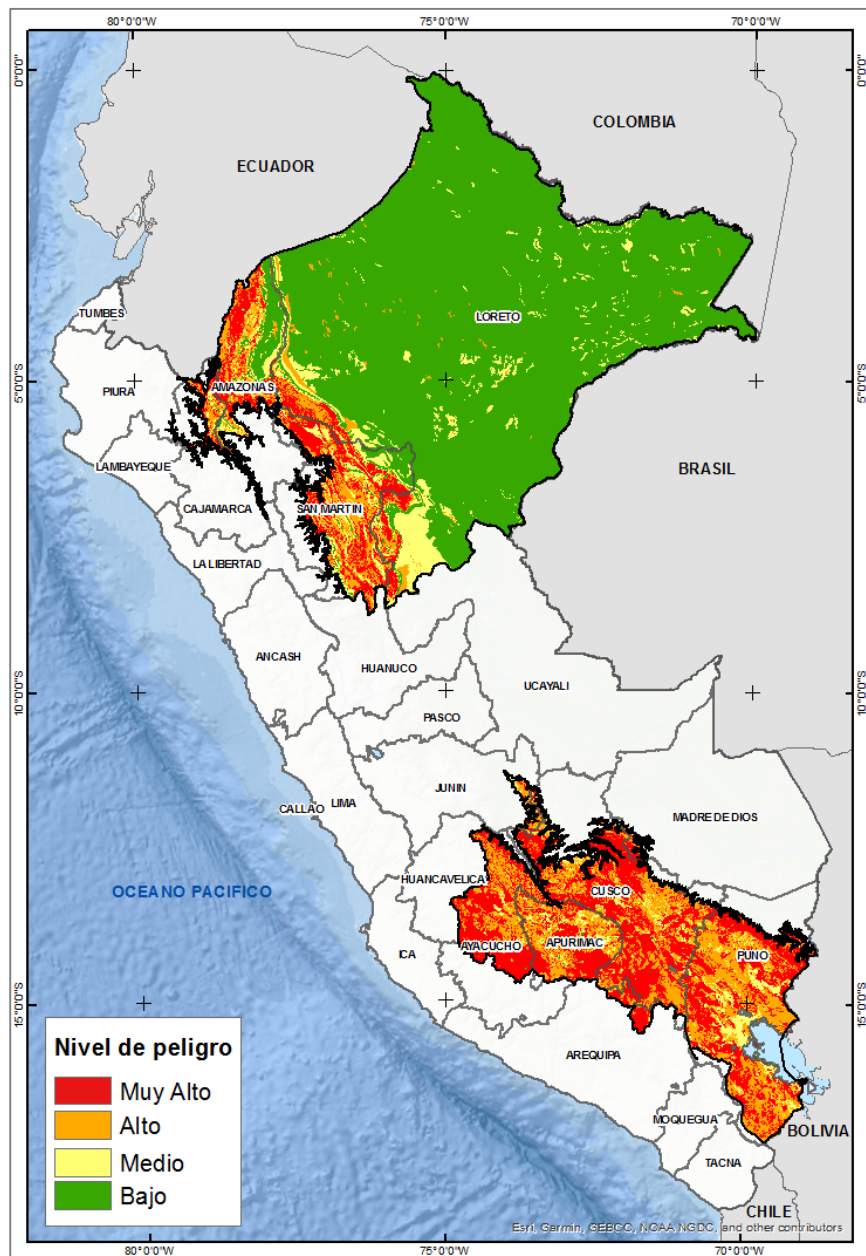 80°0'0"W 75°0'0"W 70°0'0"W
0°0'0" 0°0'0"
COLOMBIA
ECUADOR
LORETO
TUMBES
AMAZONAS
PIURA
5°0'0"S 5°0'0"S
BRASIL
LAMBAYEQUE
CAJAMARCA
SAN MARTIN
LA LIBERTAD
ANCASH
HUANUCO
UCAYALI
10°0'0"S 10°0'0"S
PASCO
JUNIN
CALLAO
LIMA
MADRE DE DIOS
HUANCAVELICA
OCEANO PACIFICO
CUSCO
ICA
AYACUCHO
APURIMAC
PUNO
15°0'0"S 15°0'0"S
AREQUIPA
MOQUEGUA
BOLIVIA
TACNA
CHILE
Nivel de peligro
Muy Alto
Alto
Medio
Bajo
Esri, Garmin, GEBCO, NOAA NGDC, and other contributors
80°0'0"W 75°0'0"W 70°0'0"W